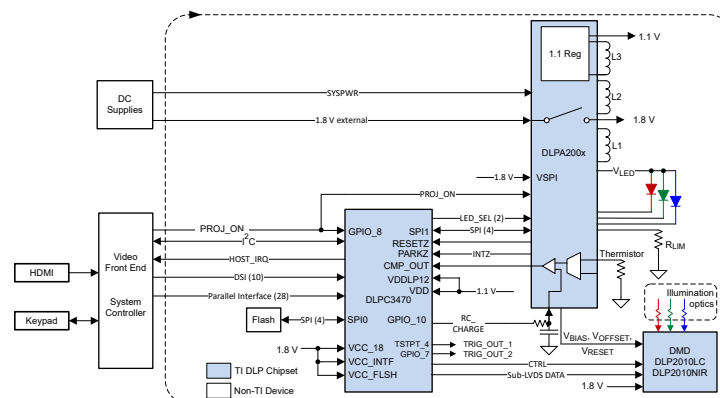 1.1 V
1.1 Reg
L3
DC
Supplies
SYSPWR
L2
1.8 V external
1.8 V
L1
DLPA200x
VLED
1.8 V
VSPI
PROJ_ON
PROJ_ON
LED_SEL (2)
GPIO_8
SPI1
SPI (4)
RLIM
I2C
RESETZ
Video
Front End
HOST_IRQ
PARKZ
INTZ
Thermistor
HDMI
CMP_OUT
DSI (10)
VDDLP12
System
Controller
VDD
1.1 V
Parallel Interface (28)
DLPC3470
Illumination
optics
Keypad
Flash
SPI (4)
SPI0
GPIO_10
RC_
CHARGE
VBIAS, VOFFSET,
VRESET
1.8 V
VCC_18
TSTPT_4
TRIG_OUT_1
VCC_INTF
GPIO_7
TRIG_OUT_2
DMD
DLP2010LC
DLP2010NIR
VCC_FLSH
CTRL
Sub-LVDS DATA
1.8 V
TI DLP Chipset
Non-TI Device